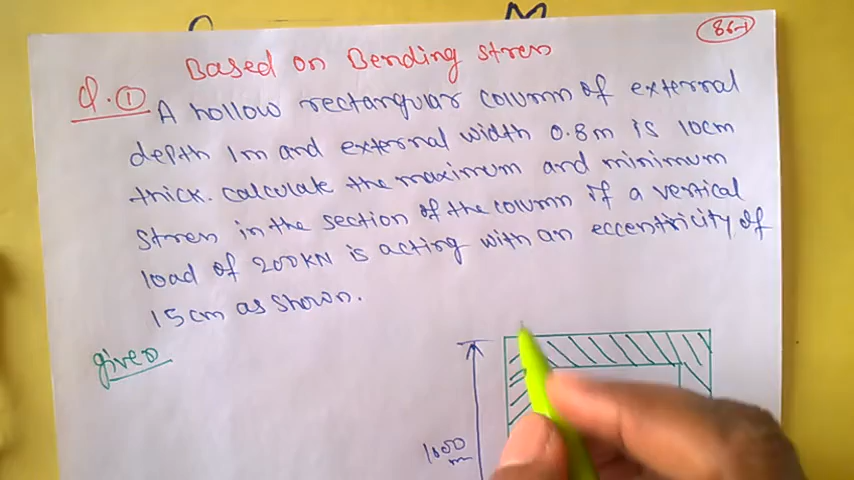 86-1
Based on Bending stress
Q.① A hollow rectangular column of external
depth 1m and external width 0.8m is 10cm
thick. calculate the maximum and minimum
stress in the section of the column if a vertical
load of 200KN is acting with an eccentricity of
15cm as shown.
given
1000
m